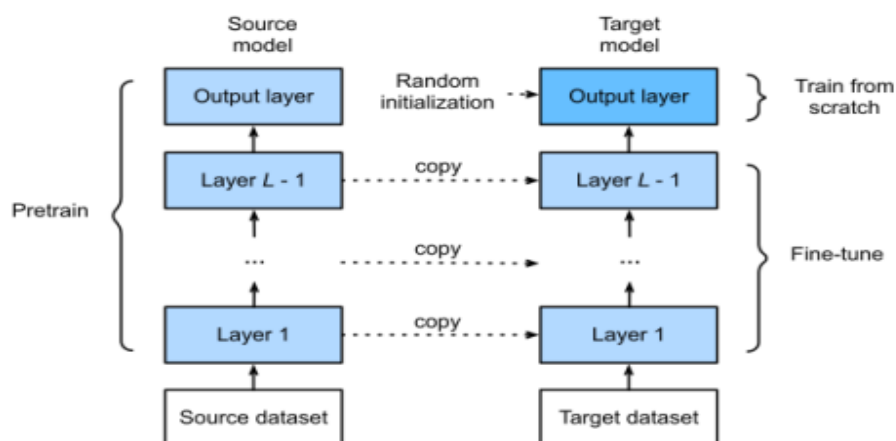 Source
model
Target
model
Output layer
Random
initialization
Output layer
Train from
scratch
Layer L - 1
copy
Layer L - 1
Pretrain
...
copy
...
Fine-tune
Layer 1
copy
Layer 1
Source dataset
Target dataset